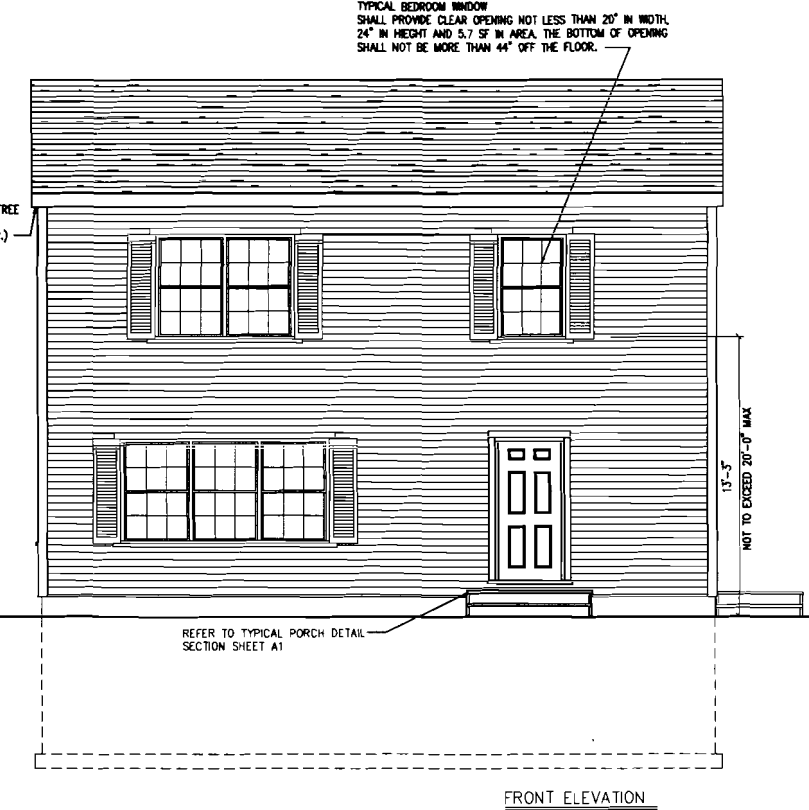 TYPICAL BEDROOM WINDOW
SHALL PROVIDE CLEAR OPENING NOT LESS THAN 20" IN WIDTH,
24" IN HIEGHT AND 5.7 SF IN AREA. THE BOTTOM OF OPENING
SHALL NOT BE MORE THAN 44" OFF THE FLOOR.
REFER TO TYPICAL PORCH DETAIL
SECTION SHEET A1
13'-3"
NOT TO EXCEED 20'-0" MAX
FRONT ELEVATION